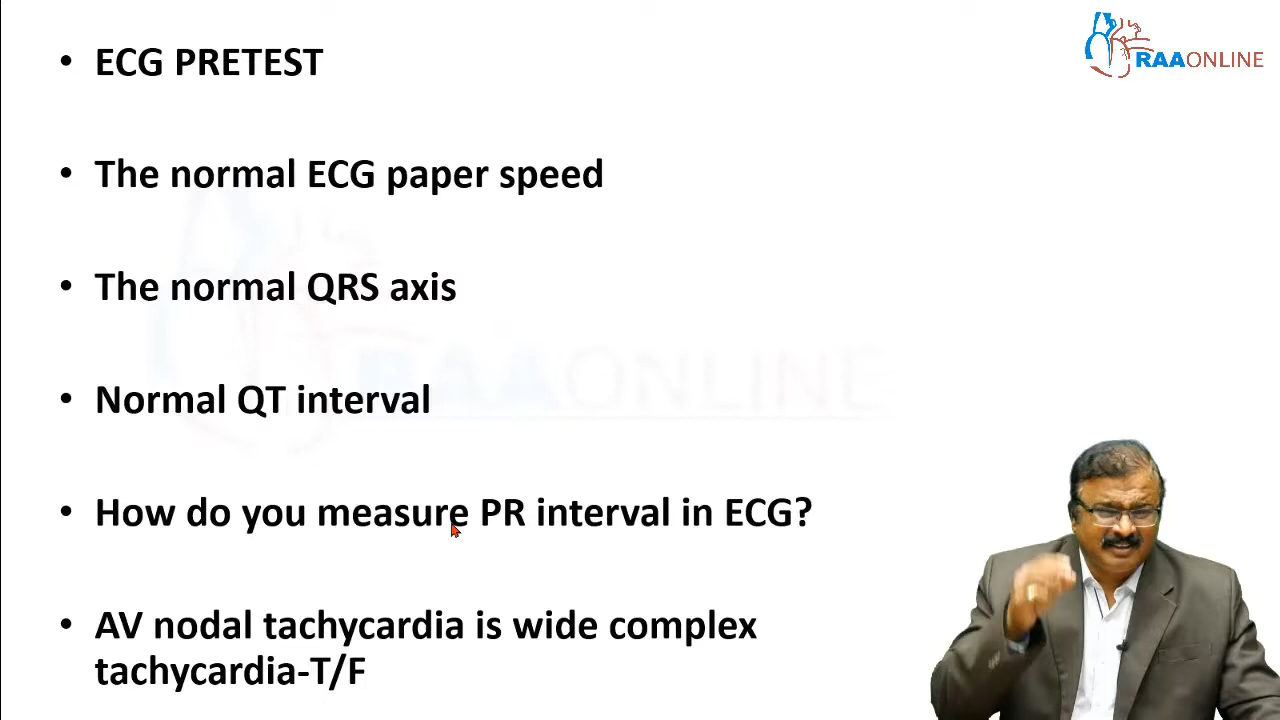 • ECG PRETEST
RAAONLINE
• The normal ECG paper speed
• The normal QRS axis
RAAONLINE
• Normal QT interval
• How do you measure PR interval in ECG?
• AV nodal tachycardia is wide complex
tachycardia-T/F